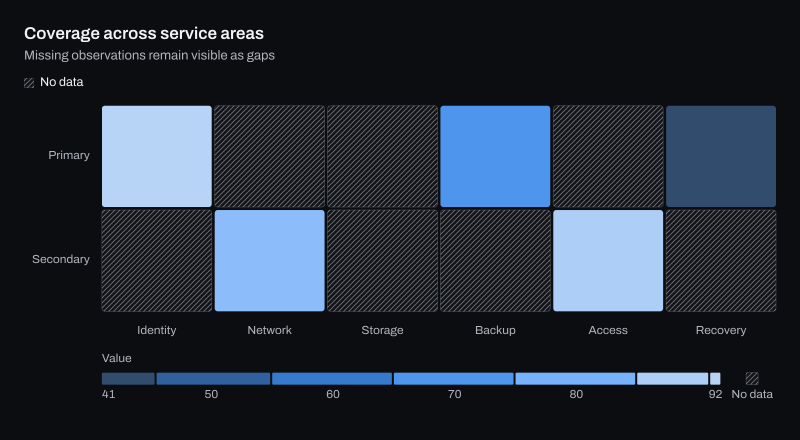 Coverage across service areas
Missing observations remain visible as gaps
No data
Primary
Secondary
Identity Network Storage Backup Access Recovery
Value
41 50 60 70 80 92 No data